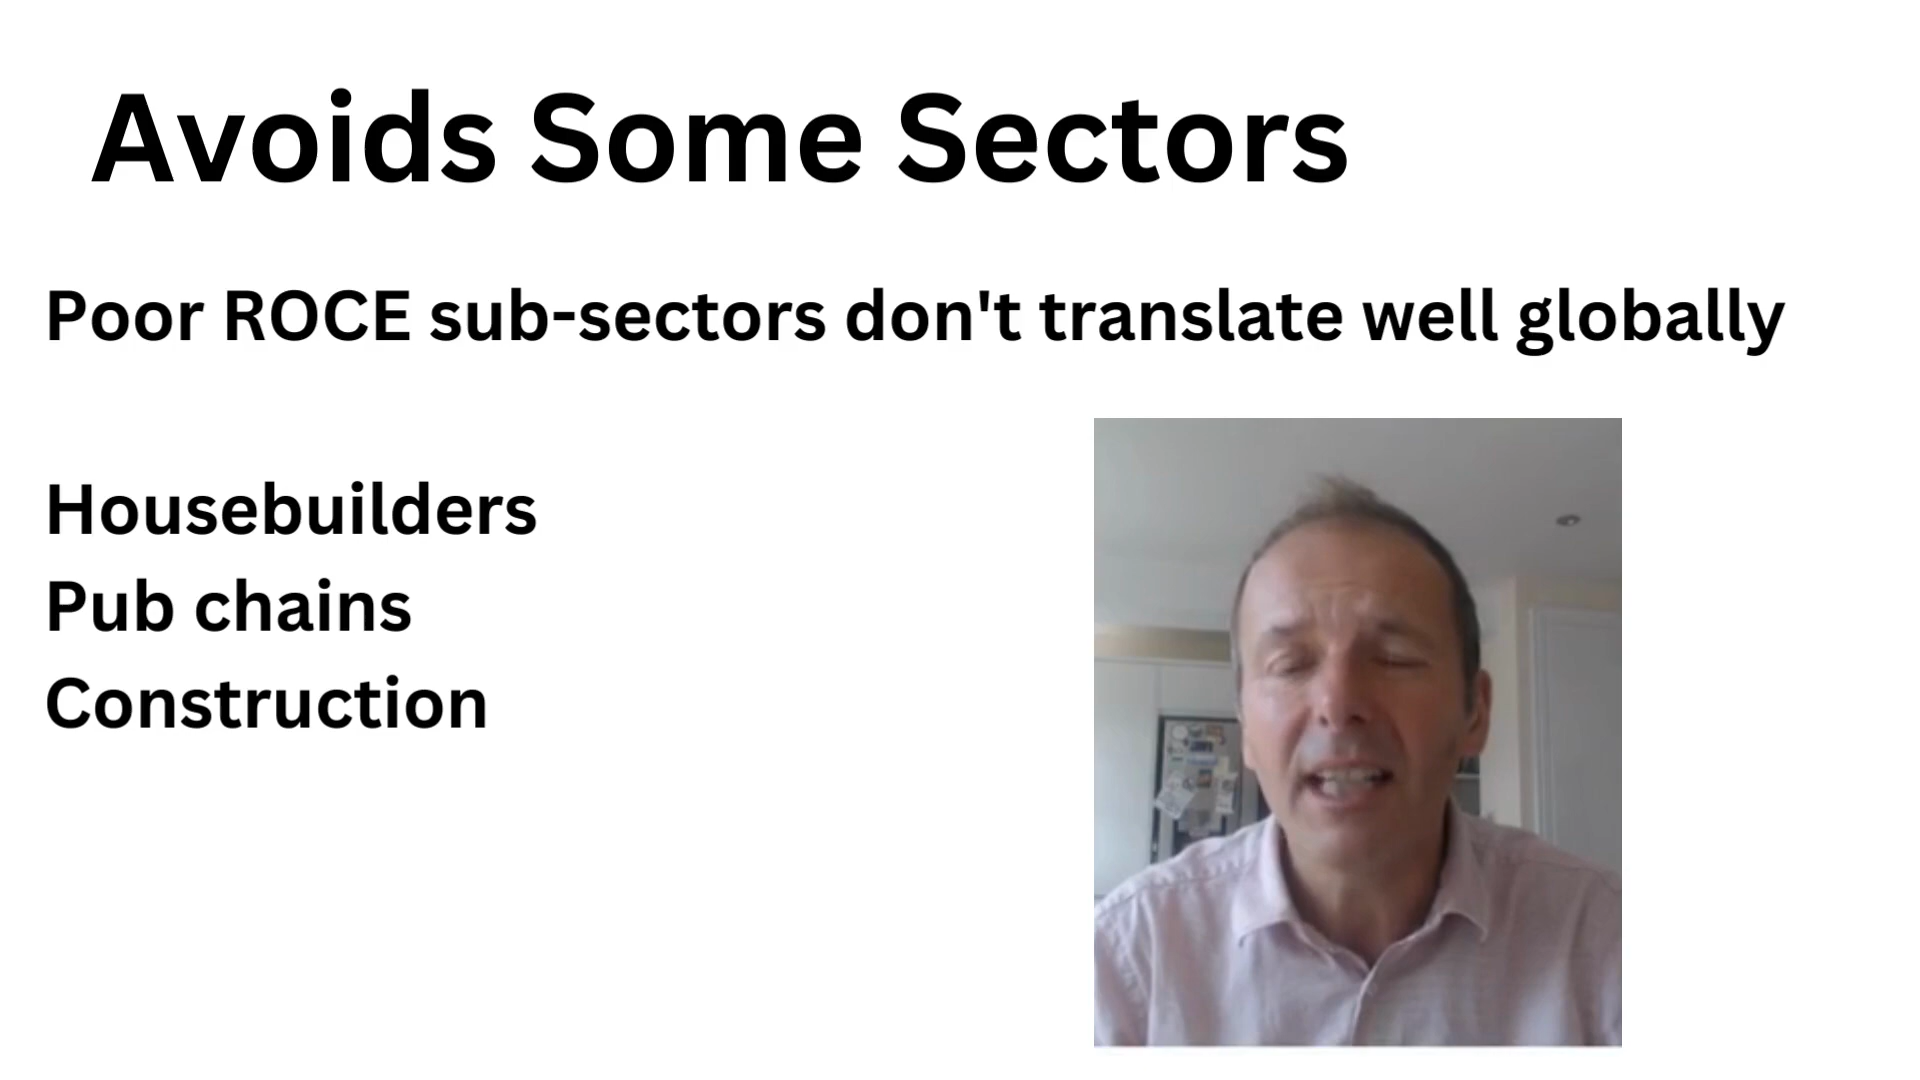 Avoids Some Sectors
Poor ROCE sub-sectors don't translate well globally
Housebuilders
Pub chains
Construction